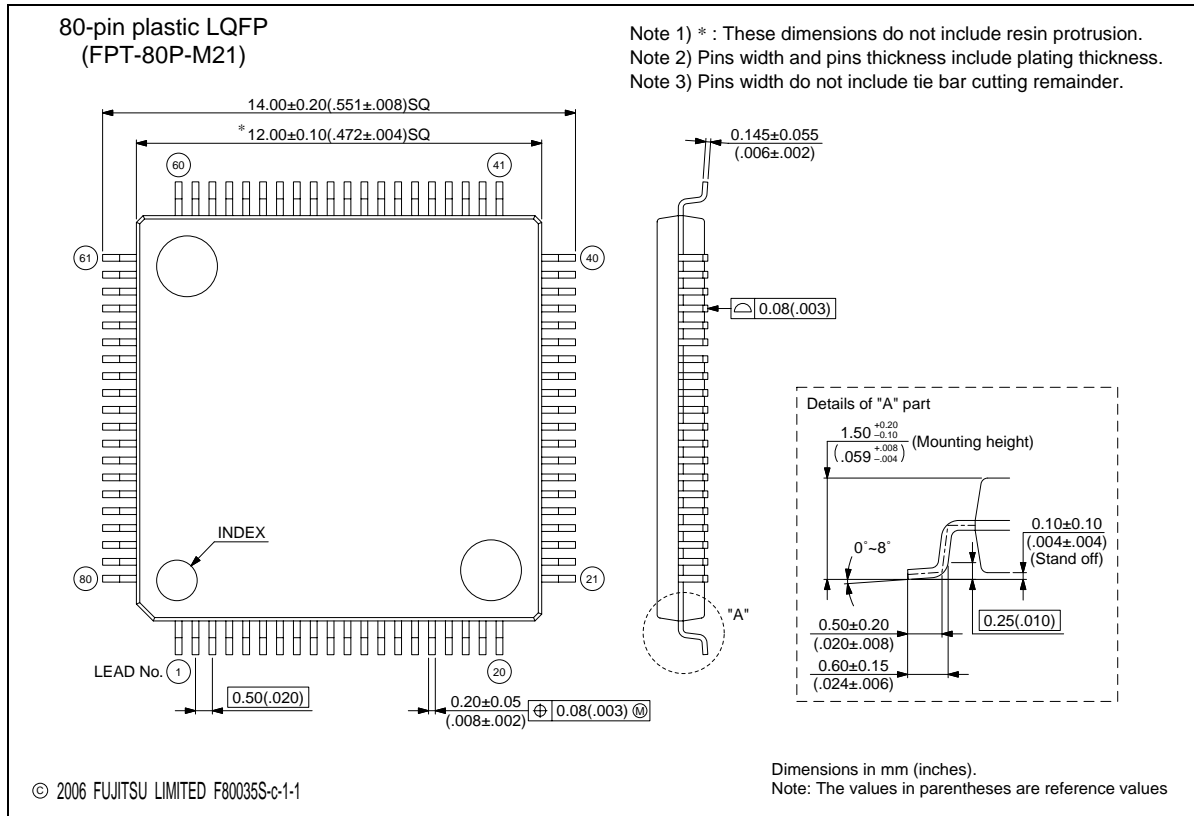 80-pin plastic LQFP
(FPT-80P-M21)
Note 1) * : These dimensions do not include resin protrusion.
Note 2) Pins width and pins thickness include plating thickness.
Note 3) Pins width do not include tie bar cutting remainder.
14.00±0.20(.551±.008)SQ
*12.00±0.10(.472±.004)SQ
0.145±0.055
(.006±.002)
60
41
61
40
0.08(.003)
Details of "A" part
1.50 +0.20 –0.10 (Mounting height)
(.059 +.008 –.004)
INDEX
0.10±0.10
(.004±.004)
(Stand off)
0°~8°
80
21
"A"
0.25(.010)
0.50±0.20
(.020±.008)
0.60±0.15
(.024±.006)
LEAD No. 1
20
0.50(.020)
0.20±0.05
(.008±.002)
⌖ 0.08(.003) Ⓜ
© 2006 FUJITSU LIMITED F80035S-c-1-1
Dimensions in mm (inches).
Note: The values in parentheses are reference values